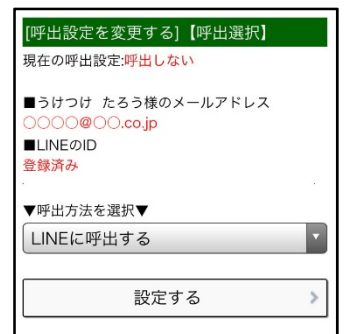 [呼出設定を変更する]【呼出選択】
現在の呼出設定:呼出しない
■うけつけ たろう様のメールアドレス
○○○○@○○.co.jp
■LINEのID
登録済み
▼呼出方法を選択▼
LINEに呼出する
設定する